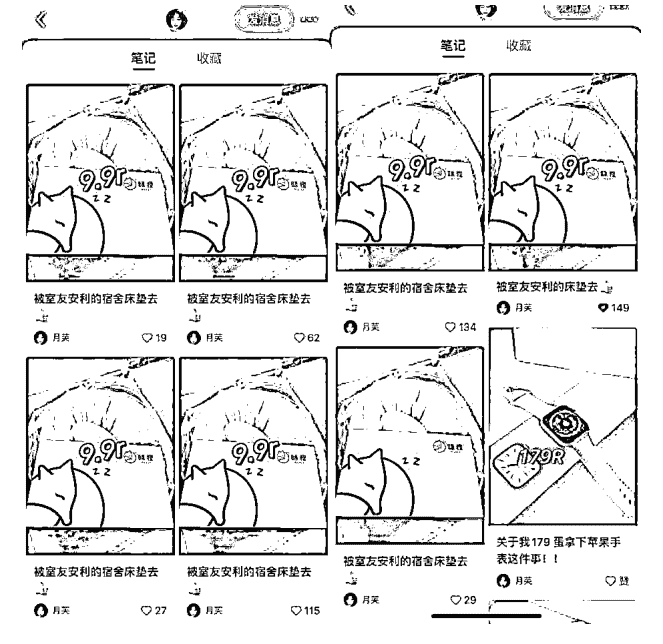 笔记 收藏
9.9r
z z
9.9r
z z
被室友安利的宿舍床垫去
月芙 19
被室友安利的宿舍床垫去
月芙 62
9.9r
z z
9.9r
z z
被室友安利的宿舍床垫去
月芙 27
被室友安利的宿舍床垫去
月芙 115
笔记 收藏
9.9r
z z
9.9r
z z
被室友安利的宿舍床垫去
月芙 134
被室友安利的床垫去
月芙 149
z z
179R
被室友安利的宿舍床垫去
月芙 29
关于我179 蛋拿下苹果手
表这件事！！
月芙 赞